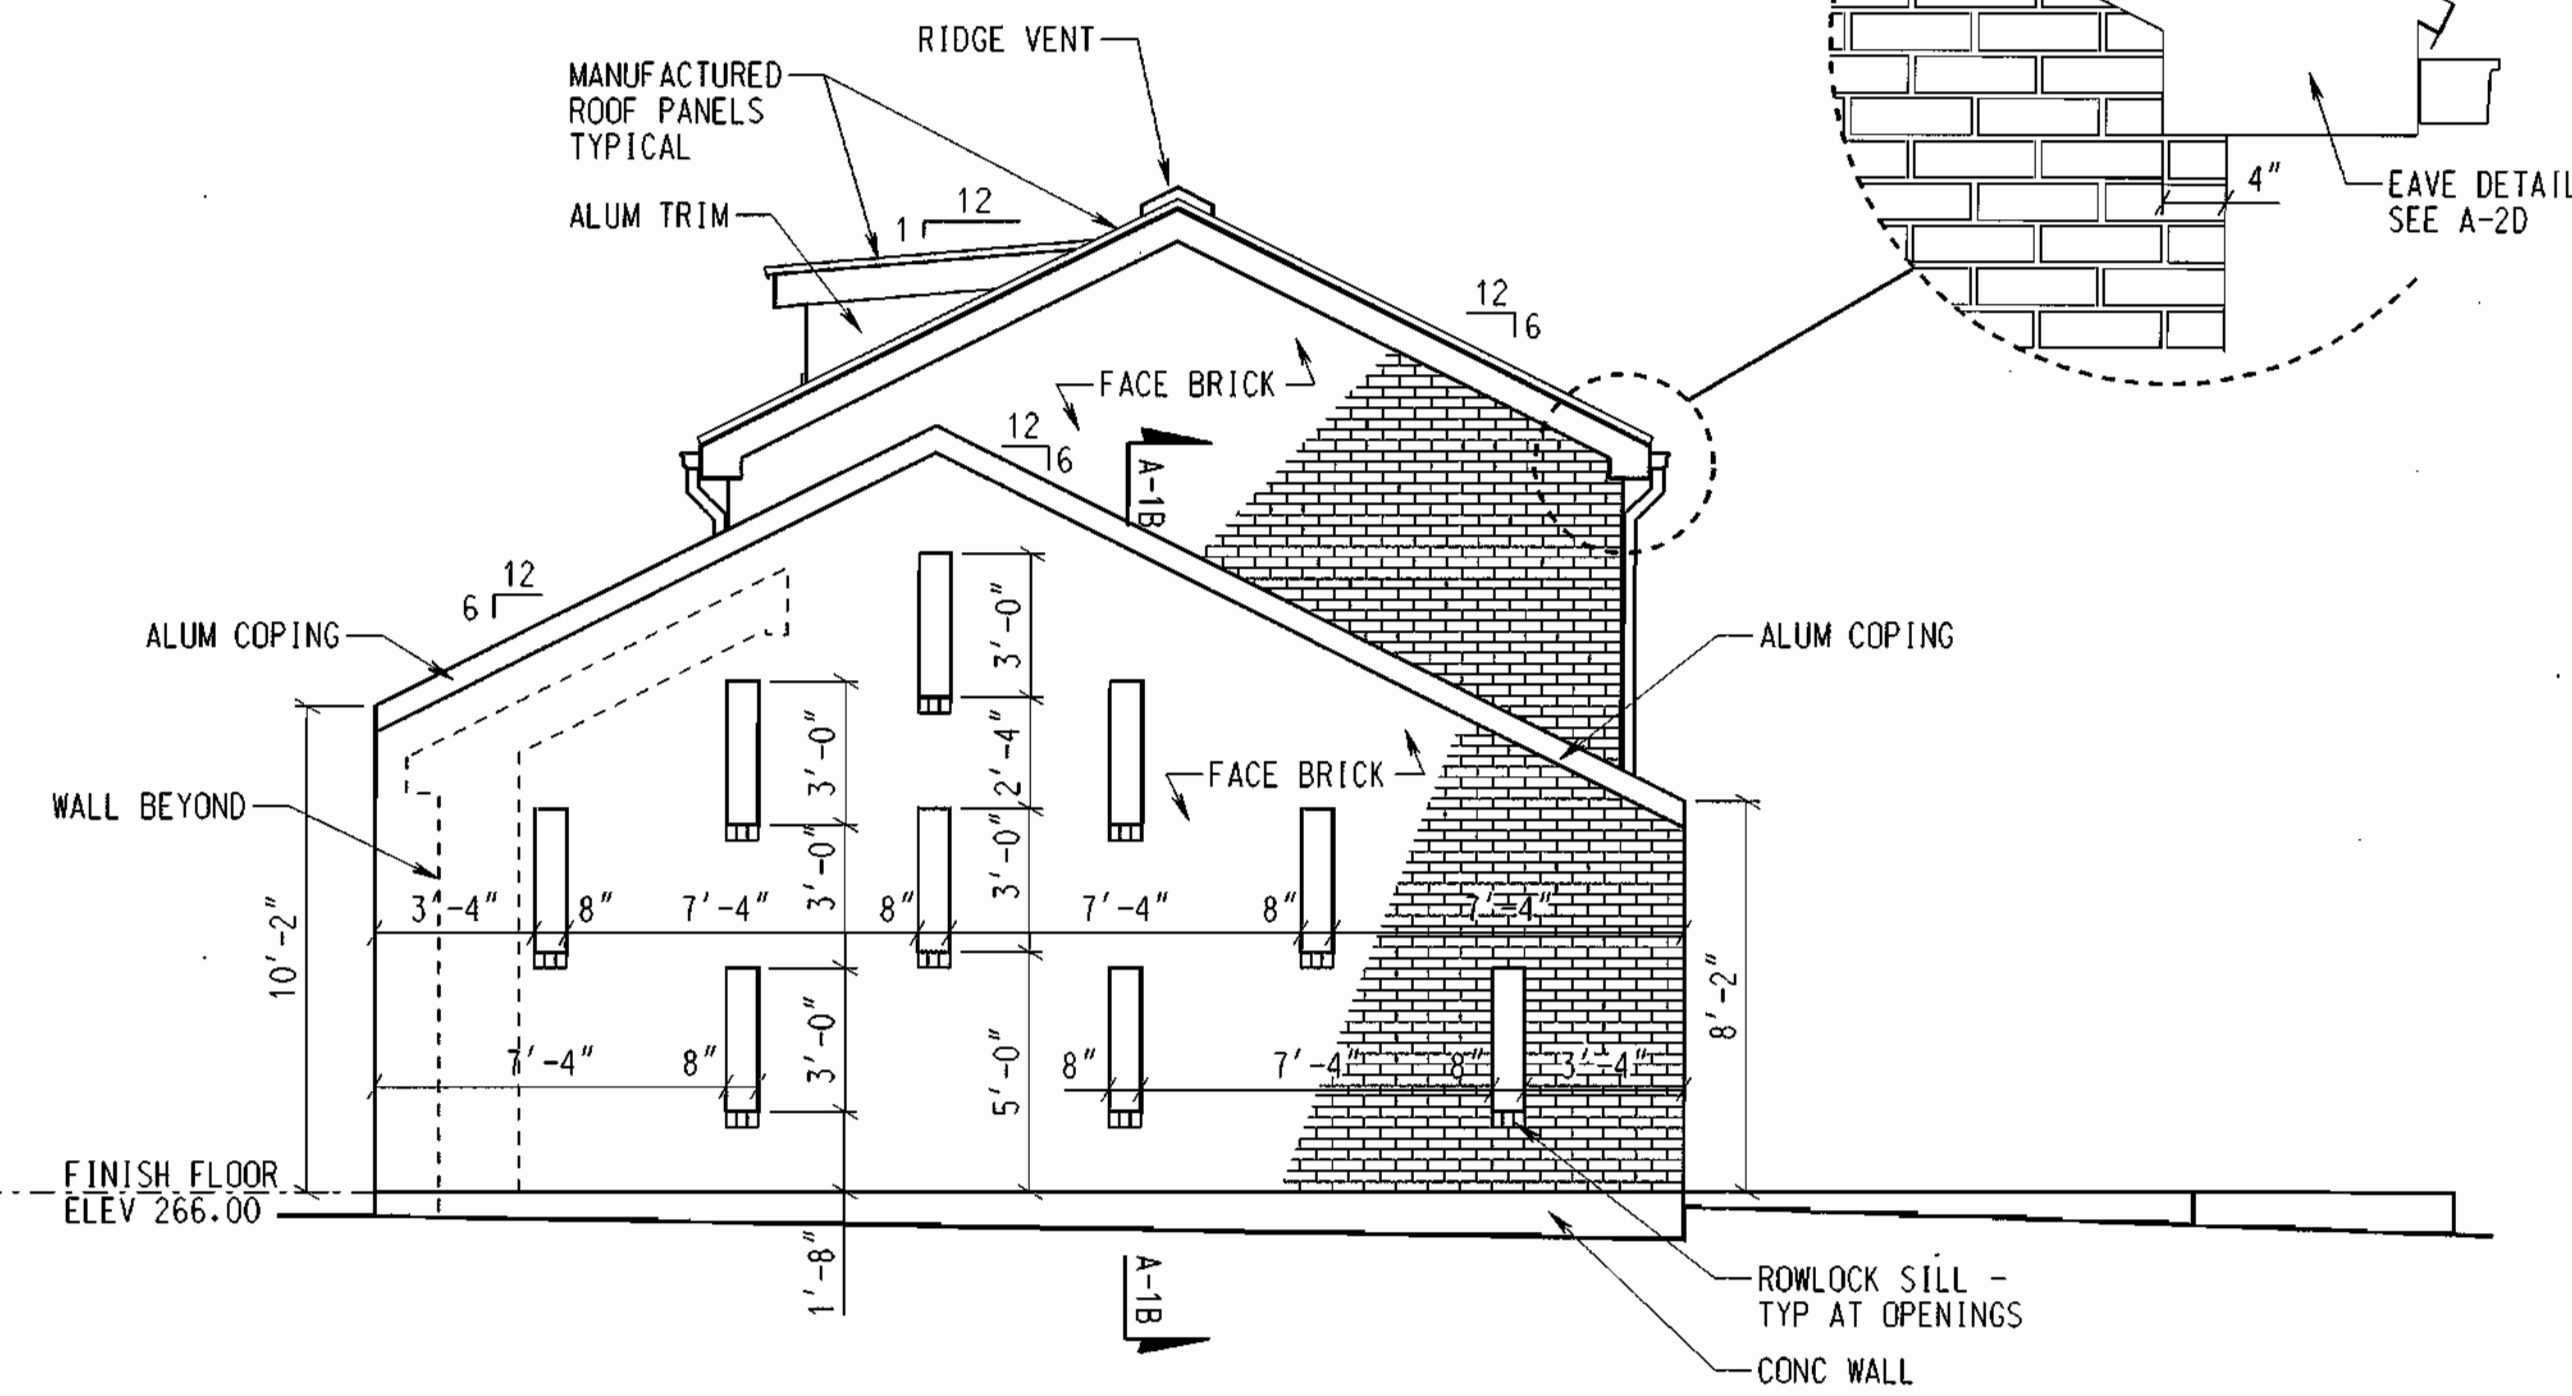 RIDGE VENT
MANUFACTURED
ROOF PANELS
TYPICAL
ALUM TRIM
12
1
4"
EAVE DETAIL
SEE A-2D
12
6
FACE BRICK
12
6
A-1B
12
6
ALUM COPING
ALUM COPING
3'-0"
3'-0"
2'-4"
FACE BRICK
WALL BEYOND
3'-0"
3'-0"
3'-4"
8"
7'-4"
8"
7'-4"
8"
7'-4"
10'-2"
8'-2"
3'-0"
5'-0"
7'-4"
8"
8"
7'-4"
8"
3'-4"
FINISH FLOOR
ELEV 266.00
1'-8"
A-1B
ROWLOCK SILL -
TYP AT OPENINGS
CONC WALL